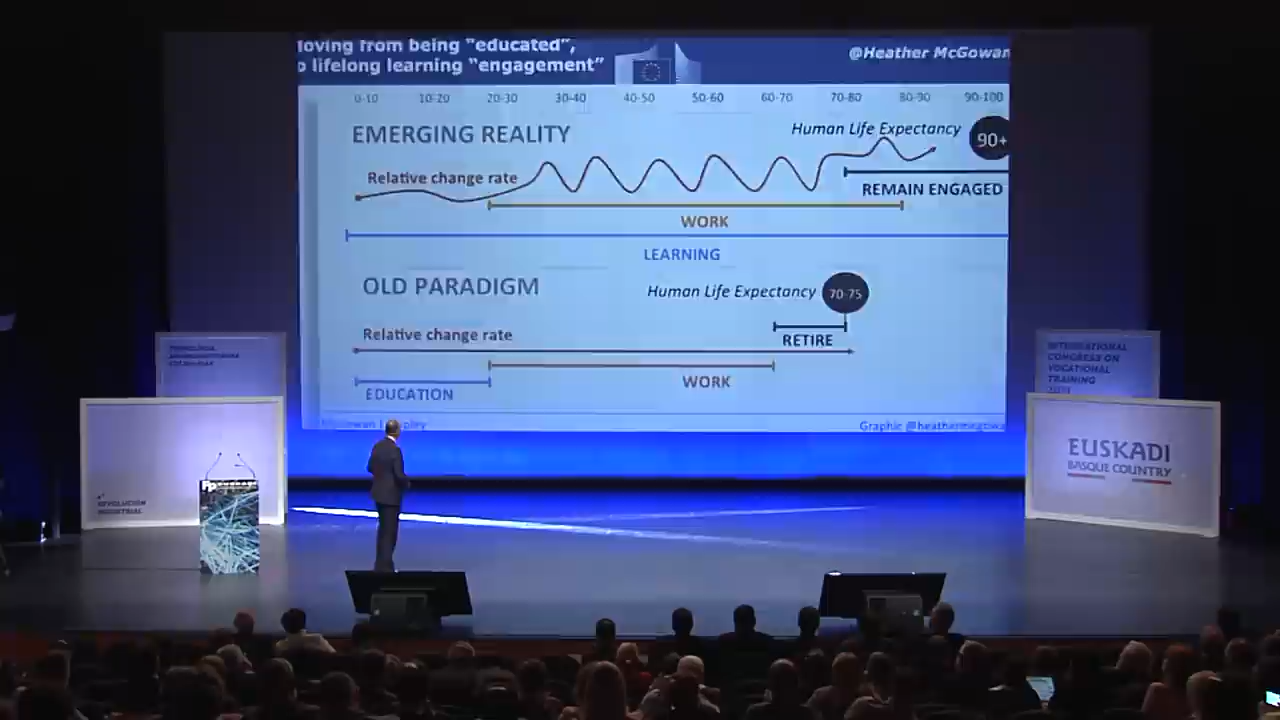 loving from being “educated”,
o lifelong learning “engagement”
@Heather McGowan
0-10 10-20 20-30 30-40 40-50 50-60 60-70 70-80 80-90 90-100
EMERGING REALITY
Human Life Expectancy
90+
Relative change rate
REMAIN ENGAGED
WORK
LEARNING
OLD PARADIGM
Human Life Expectancy
70-75
Relative change rate
RETIRE
WORK
EDUCATION
Graphic @heathermcgowa
INTERNATIONAL
CONGRESS ON
VOCATIONAL
TRAINING
EUSKADI
BASQUE COUNTRY
REVOLUCIÓN
INDUSTRIAL